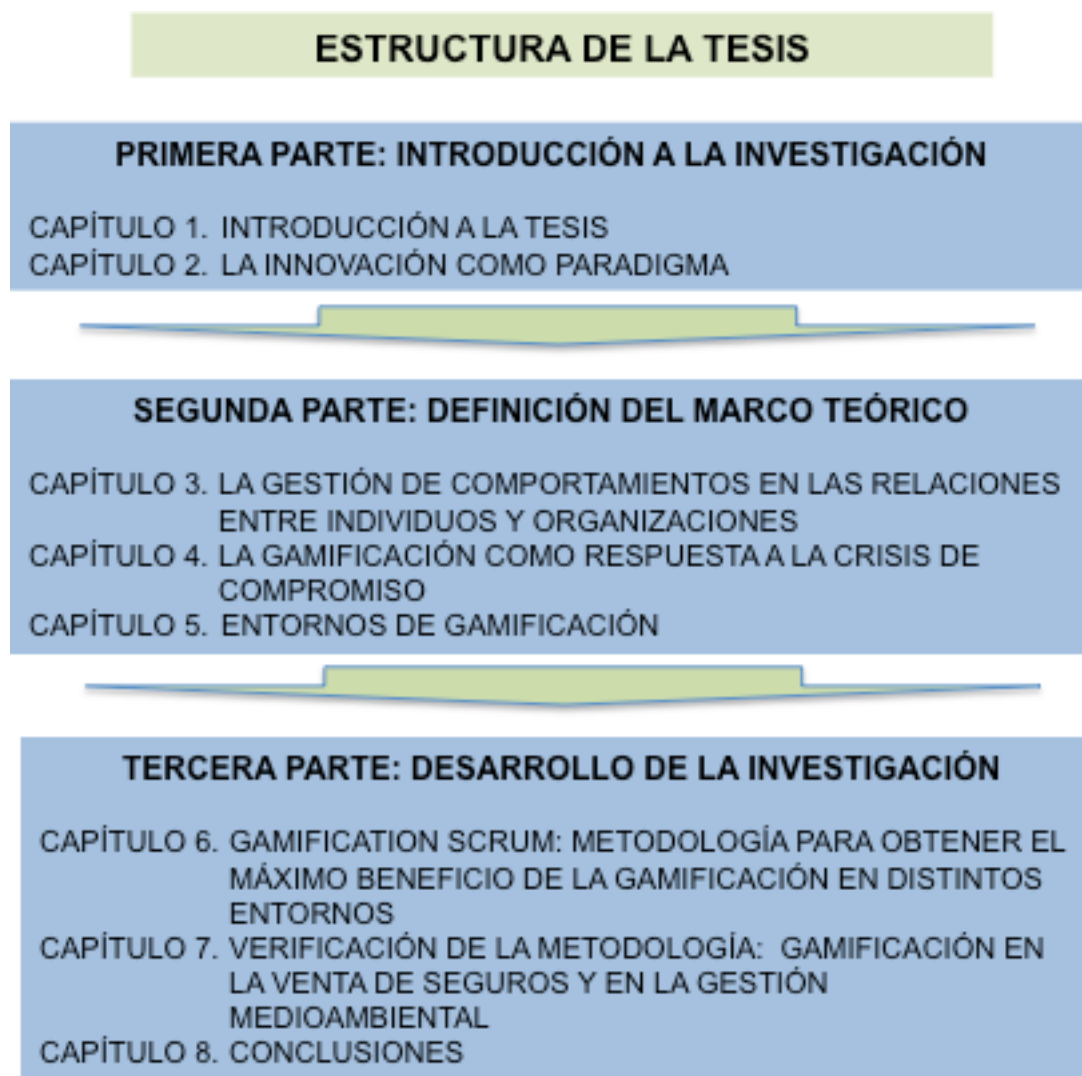 ESTRUCTURA DE LA TESIS
PRIMERA PARTE: INTRODUCCIÓN A LA INVESTIGACIÓN
CAPÍTULO 1. INTRODUCCIÓN A LA TESIS
CAPÍTULO 2. LA INNOVACIÓN COMO PARADIGMA
SEGUNDA PARTE: DEFINICIÓN DEL MARCO TEÓRICO
CAPÍTULO 3. LA GESTIÓN DE COMPORTAMIENTOS EN LAS RELACIONES
ENTRE INDIVIDUOS Y ORGANIZACIONES
CAPÍTULO 4. LA GAMIFICACIÓN COMO RESPUESTA A LA CRISIS DE
COMPROMISO
CAPÍTULO 5. ENTORNOS DE GAMIFICACIÓN
TERCERA PARTE: DESARROLLO DE LA INVESTIGACIÓN
CAPÍTULO 6. GAMIFICATION SCRUM: METODOLOGÍA PARA OBTENER EL
MÁXIMO BENEFICIO DE LA GAMIFICACIÓN EN DISTINTOS
ENTORNOS
CAPÍTULO 7. VERIFICACIÓN DE LA METODOLOGÍA: GAMIFICACIÓN EN
LA VENTA DE SEGUROS Y EN LA GESTIÓN
MEDIOAMBIENTAL
CAPÍTULO 8. CONCLUSIONES